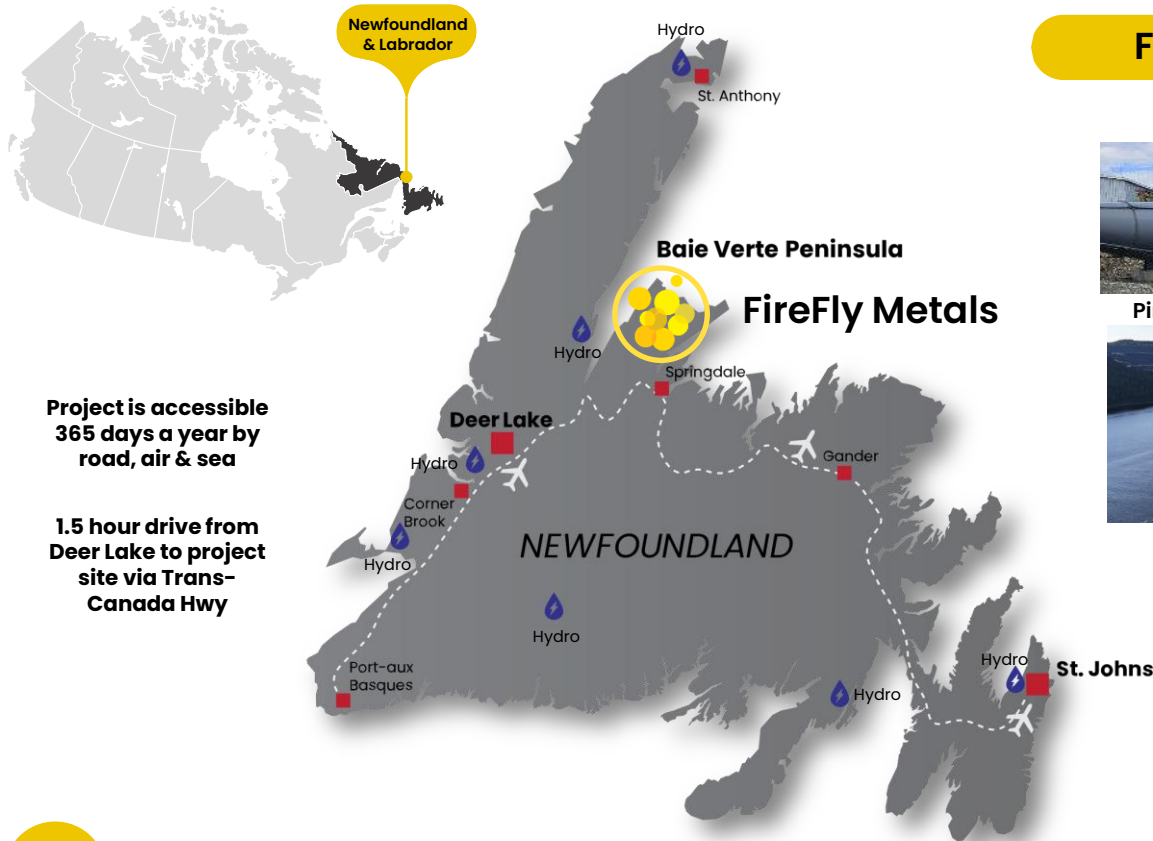 Newfoundland
& Labrador
Hydro
St. Anthony
Baie Verte Peninsula
FireFly Metals
Hydro
Springdale
Project is accessible
365 days a year by
road, air & sea
Deer Lake
Hydro
Gander
Corner
Brook
Hydro
1.5 hour drive from
Deer Lake to project
site via Trans-
Canada Hwy
NEWFOUNDLAND
Hydro
Port-aux
Basques
Hydro
Hydro
St. Johns